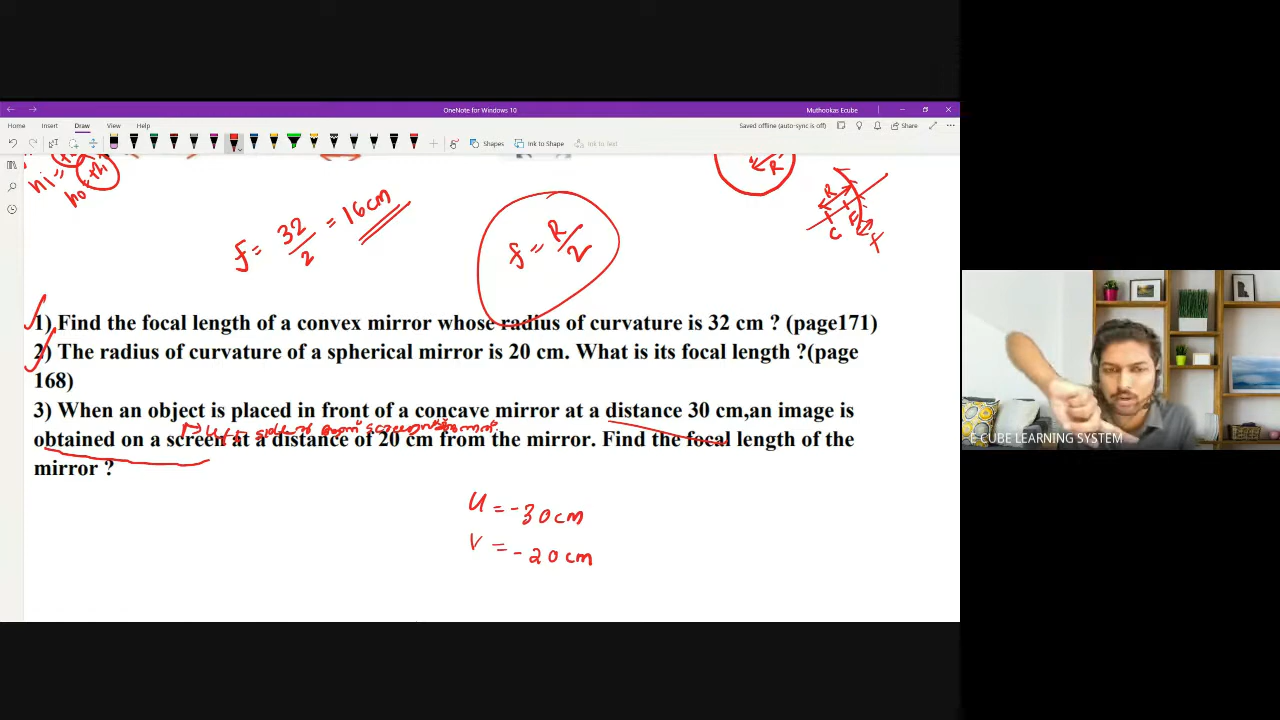 OneNote for Windows 10
Muthookas Ecube
Home Insert Draw View Help
Saved offline (auto-sync is off)
Share
Shapes
Ink to Shape
Ink to Text
hi =
ho = +h
R
f = 32/2 = 16cm
f = R/2
R
F
C
f
1) Find the focal length of a convex mirror whose radius of curvature is 32 cm ? (page171)
2) The radius of curvature of a spherical mirror is 20 cm. What is its focal length ?(page
168)
3) When an object is placed in front of a concave mirror at a distance 30 cm,an image is
obtained on a screen at a distance of 20 cm from the mirror. Find the focal length of the
mirror ?
u = -30cm
v = -20cm
E CUBE LEARNING SYSTEM